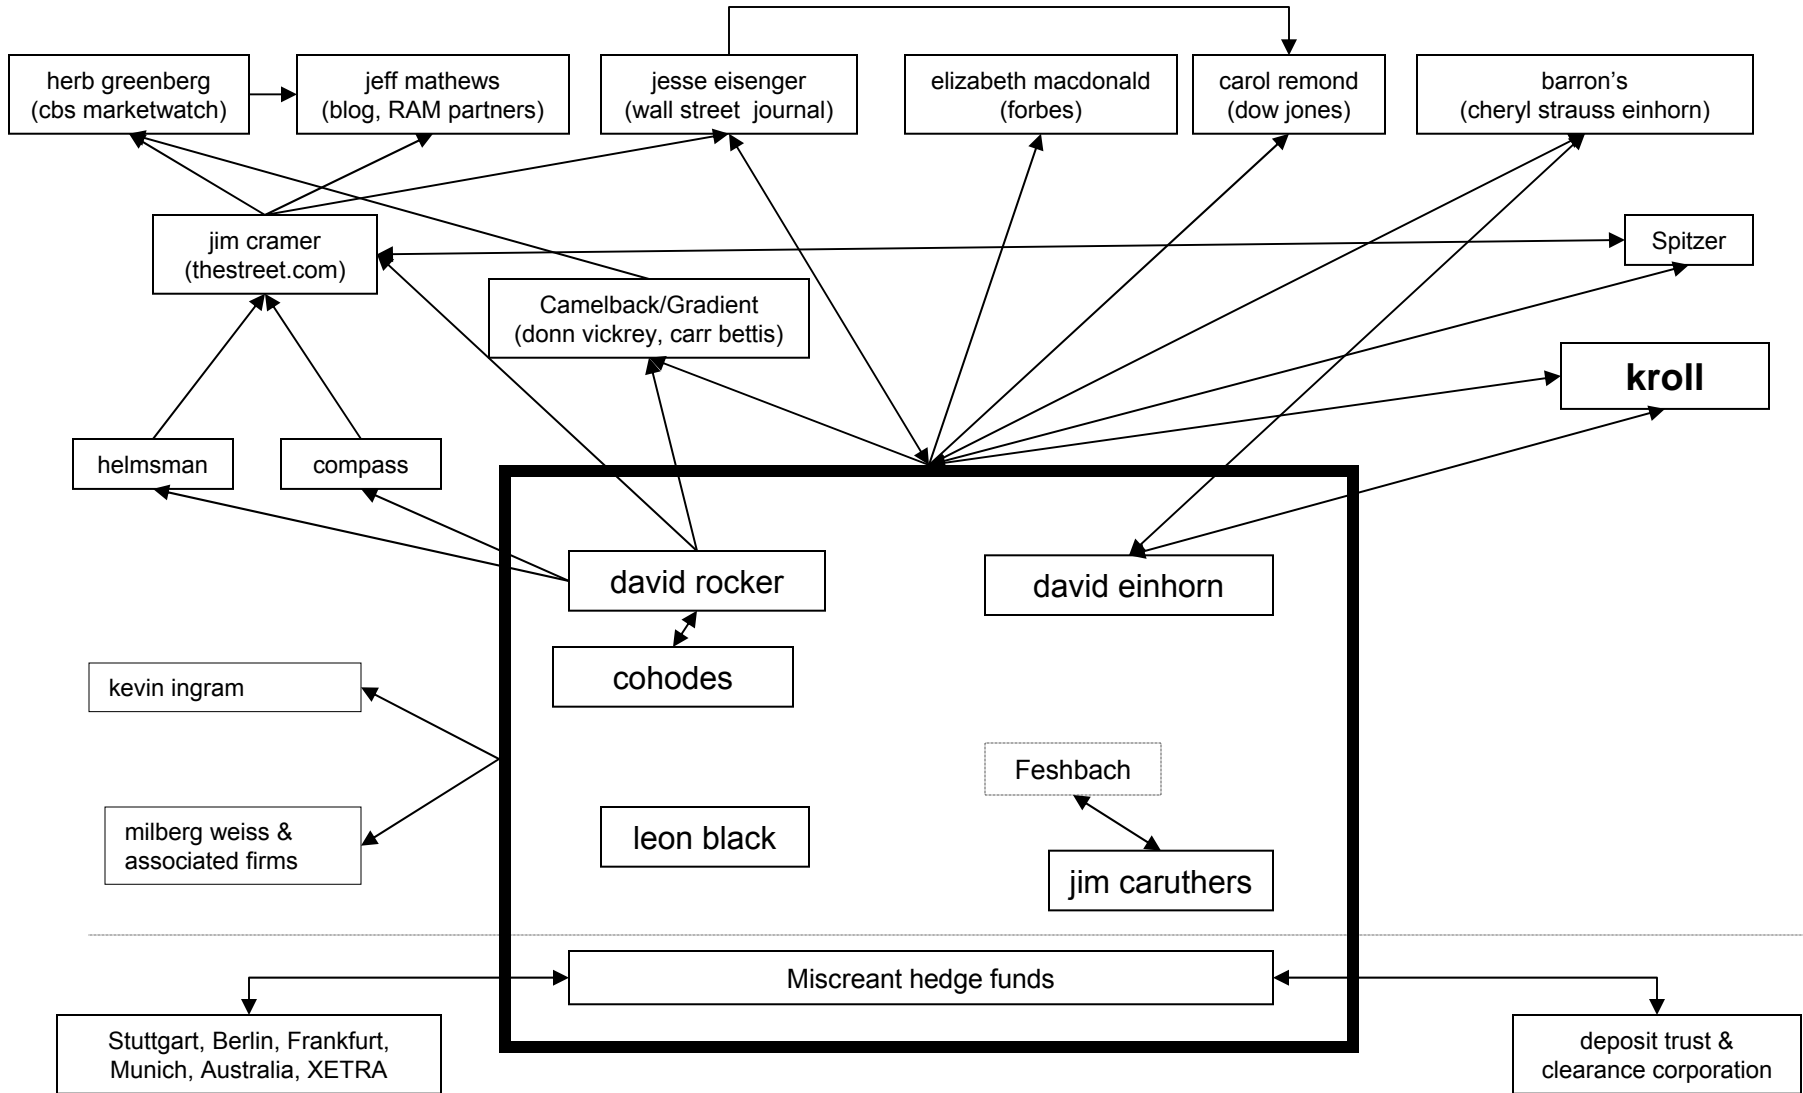 herb greenberg
(cbs marketwatch)
jeff mathews
(blog, RAM partners)
jesse eisenger
(wall street journal)
elizabeth macdonald
(forbes)
carol remond
(dow jones)
barron’s
(cheryl strauss einhorn)
jim cramer
(thestreet.com)
Spitzer
Camelback/Gradient
(donn vickrey, carr bettis)
kroll
helmsman
compass
david rocker
david einhorn
cohodes
kevin ingram
Feshbach
milberg weiss &
associated firms
leon black
jim caruthers
Miscreant hedge funds
Stuttgart, Berlin, Frankfurt,
Munich, Australia, XETRA
deposit trust &
clearance corporation